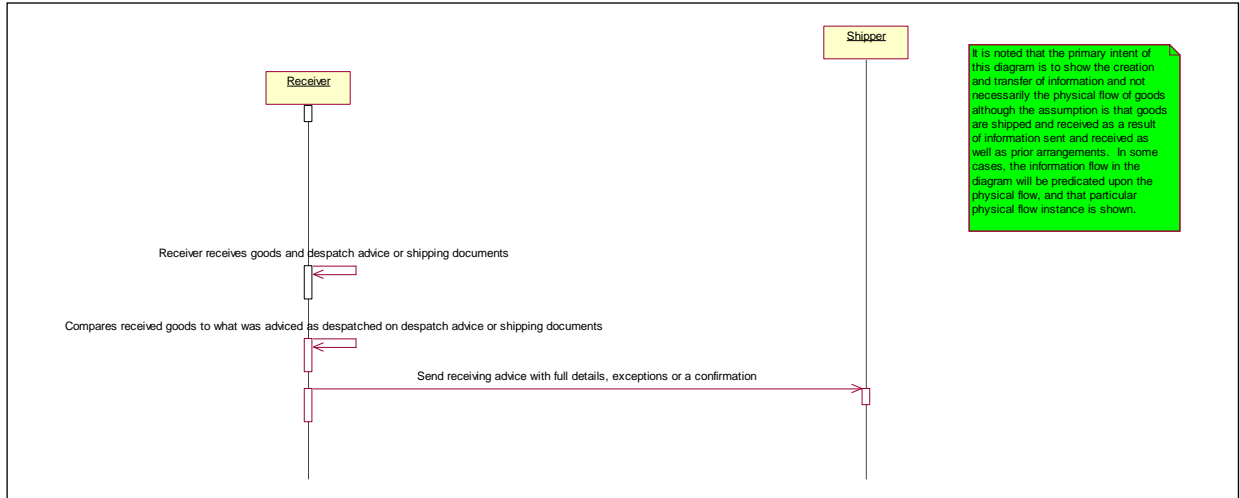 Shipper
Receiver
It is noted that the primary intent of
this diagram is to show the creation
and transfer of information and not
necessarily the physical flow of goods
although the assumption is that goods
are shipped and received as a result
of information sent and received as
well as prior arrangements.  In some
cases, the information flow in the
diagram will be predicated upon the
physical flow, and that particular
physical flow instance is shown.
Receiver receives goods and despatch advice or shipping documents
Compares received goods to what was adviced as despatched on despatch advice or shipping documents
Send receiving advice with full details, exceptions or a confirmation